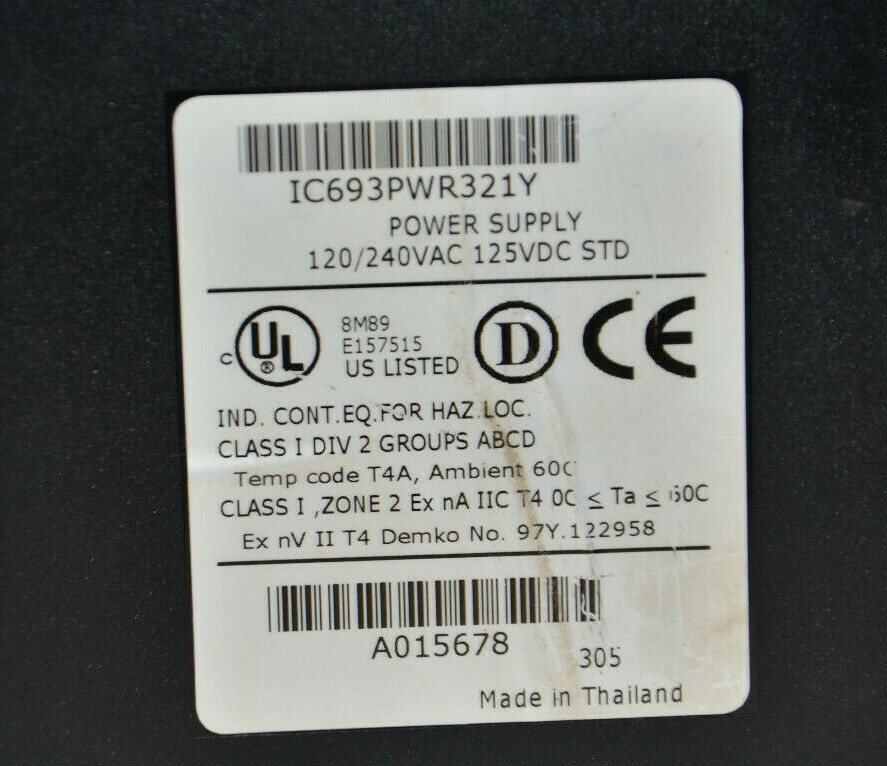 IC693PWR321Y
POWER SUPPLY
120/240VAC 125VDC STD
c UL ® 8M89
E157515
US LISTED
D CE
IND. CONT.EQ.FOR HAZ.LOC.
CLASS I DIV 2 GROUPS ABCD
Temp code T4A, Ambient 60C
CLASS I ,ZONE 2 Ex nA IIC T4 0C ≤ Ta ≤ 60C
Ex nV II T4 Demko No. 97Y.122958
A015678
305
Made in Thailand